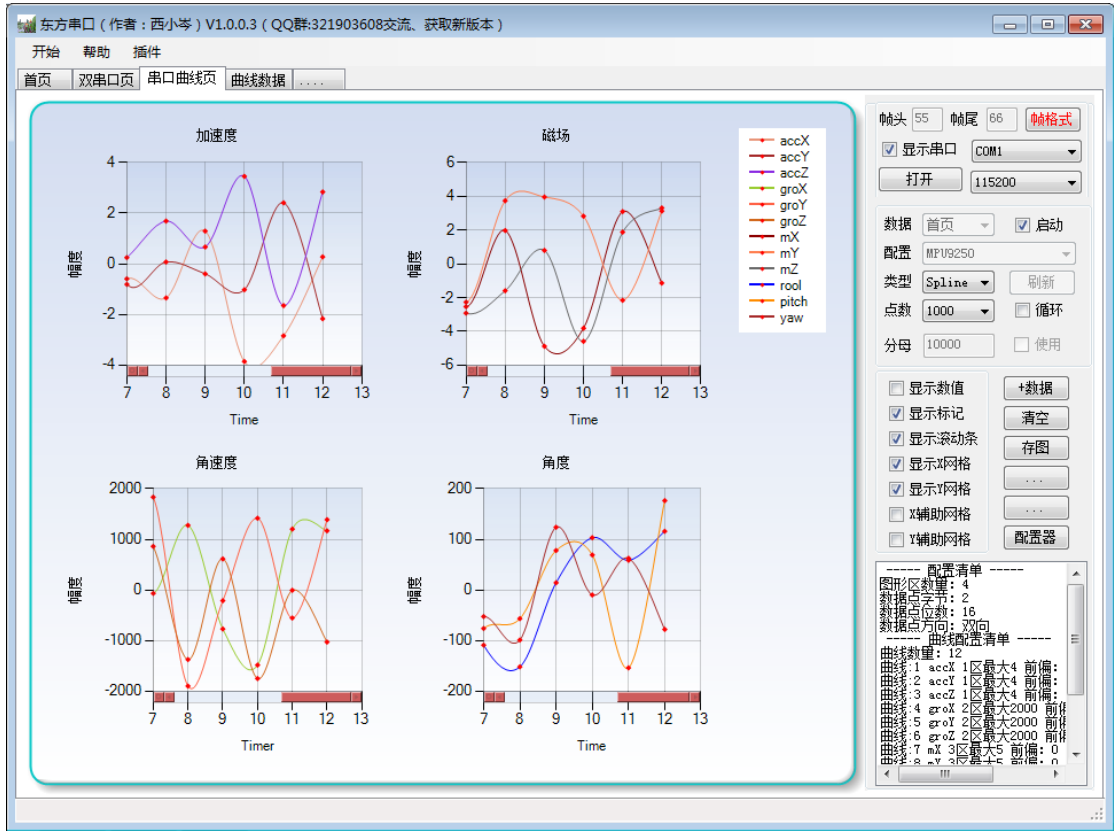 东方串口（作者：西小岑）V1.0.0.3（QQ群:321903608交流、获取新版本）
开始 帮助 插件
首页 双串口页 串口曲线页 曲线数据 ....
加速度
幅度
4
2
0
-2
-4
7 8 9 10 11 12 13
Time
磁场
幅度
6
4
2
0
-2
-4
-6
7 8 9 10 11 12 13
Time
accX
accY
accZ
groX
groY
groZ
mX
mY
mZ
rool
pitch
yaw
角速度
幅度
2000
1000
0
-1000
-2000
7 8 9 10 11 12 13
Timer
角度
幅度
200
100
0
-100
-200
7 8 9 10 11 12 13
Time
帧头 55 帧尾 66 帧格式
显示串口 COM1
打开 115200
数据 首页 启动
配置 MPU9250
类型 Spline 刷新
点数 1000 循环
分母 10000 使用
显示数值 +数据
显示标记 清空
显示滚动条 存图
显示X网格 ...
显示Y网格 ...
X辅助网格
Y辅助网格 配置器
----- 配置清单 -----
图形区数量: 4
数据点字节: 2
数据点位数: 16
数据点方向: 双向
----- 曲线配置清单 -----
曲线数量: 12
曲线:1 accX 1区最大4 前偏:
曲线:2 accY 1区最大4 前偏:
曲线:3 accZ 1区最大4 前偏:
曲线:4 groX 2区最大2000 前偏
曲线:5 groY 2区最大2000 前偏
曲线:6 groZ 2区最大2000 前偏
曲线:7 mX 3区最大5 前偏: 0
曲线:8 mY 3区最大5 前偏: 0